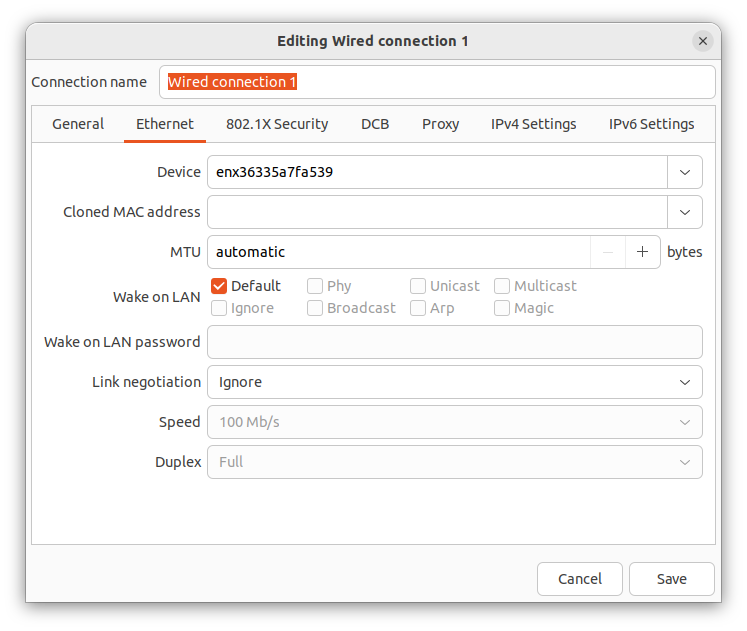 Editing Wired connection 1
Connection name Wired connection 1
General Ethernet 802.1X Security DCB Proxy IPv4 Settings IPv6 Settings
Device enx36335a7fa539
Cloned MAC address
MTU automatic bytes
Wake on LAN
Default Phy Unicast Multicast
Ignore Broadcast Arp Magic
Wake on LAN password
Link negotiation Ignore
Speed 100 Mb/s
Duplex Full
Cancel Save